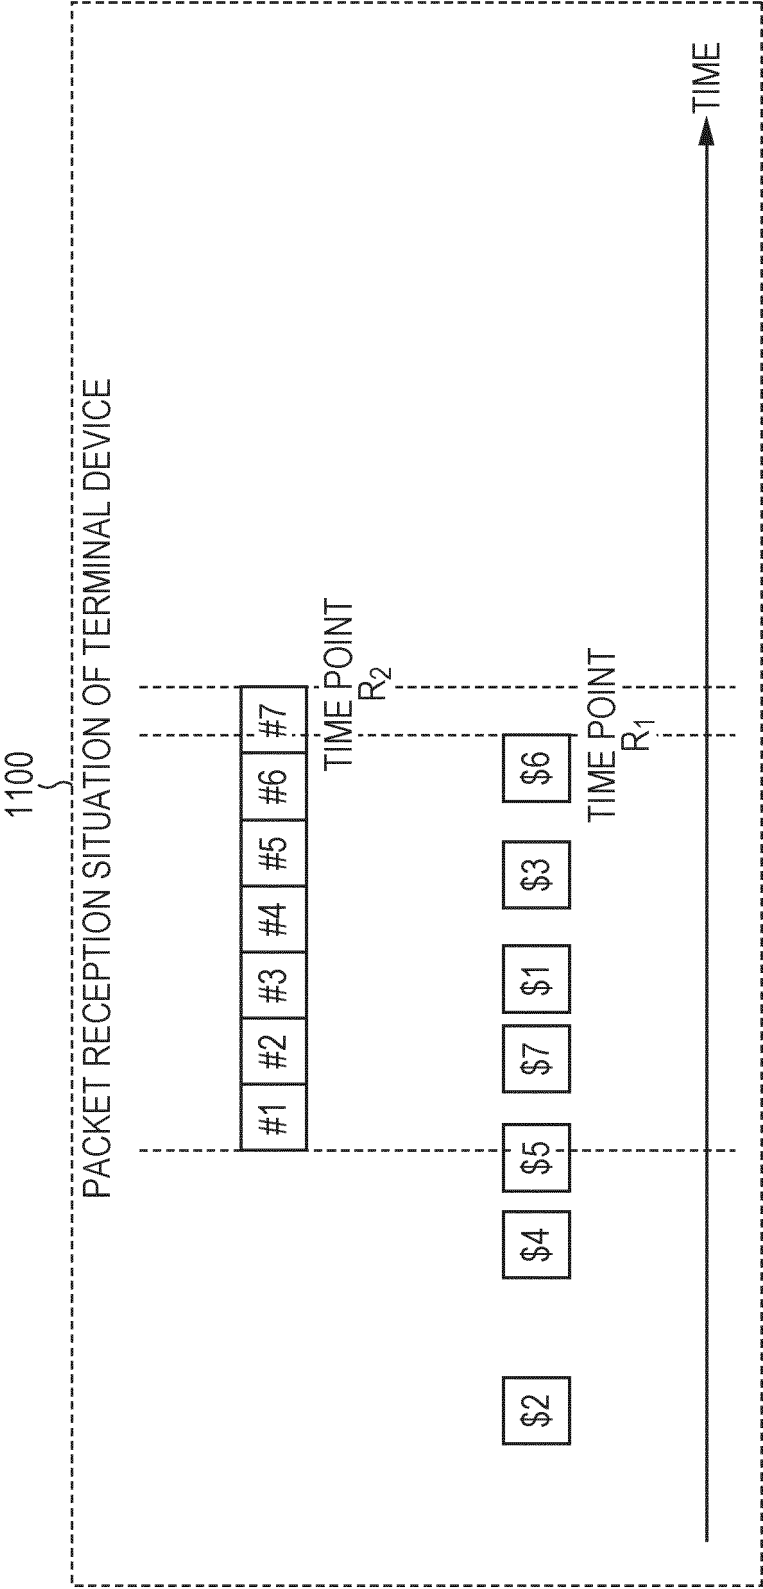 1100
PACKET RECEPTION SITUATION OF TERMINAL DEVICE
#1 #2 #3 #4 #5 #6 #7
TIME POINT
R2
$2 $4 $5 $7 $1 $3 $6
TIME POINT
R1
TIME